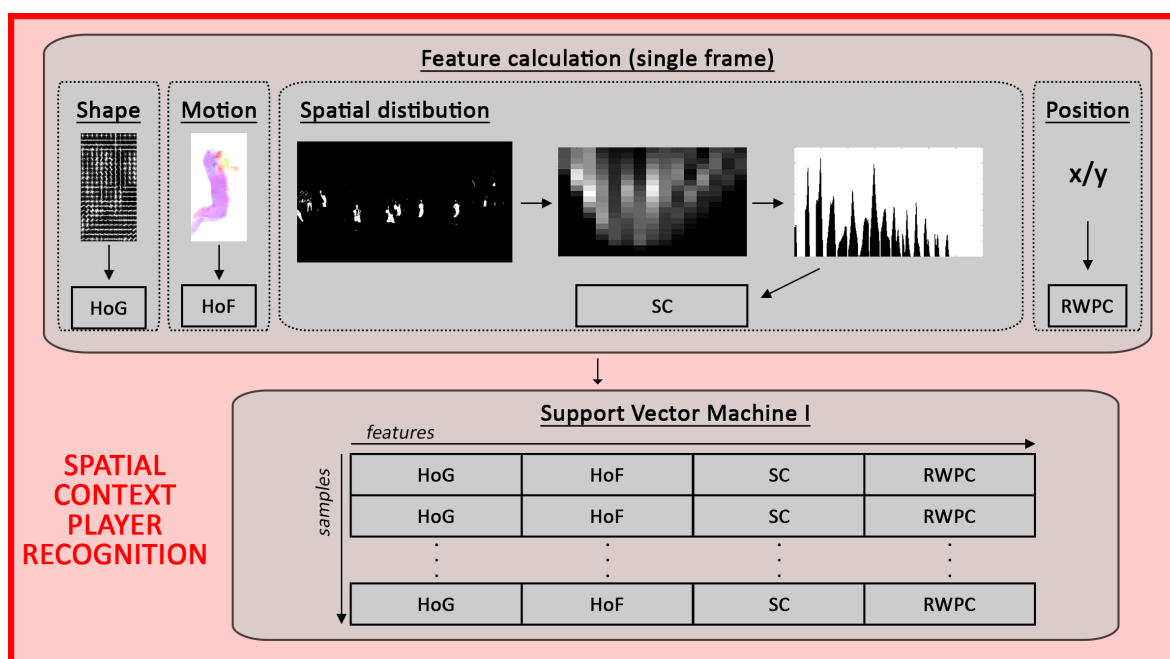 Feature calculation (single frame)
Shape
Motion
Spatial distibution
Position
x/y
HoG
HoF
SC
RWPC
Support Vector Machine I
features
samples
HoG HoF SC RWPC
HoG HoF SC RWPC
HoG HoF SC RWPC
SPATIAL
CONTEXT
PLAYER
RECOGNITION